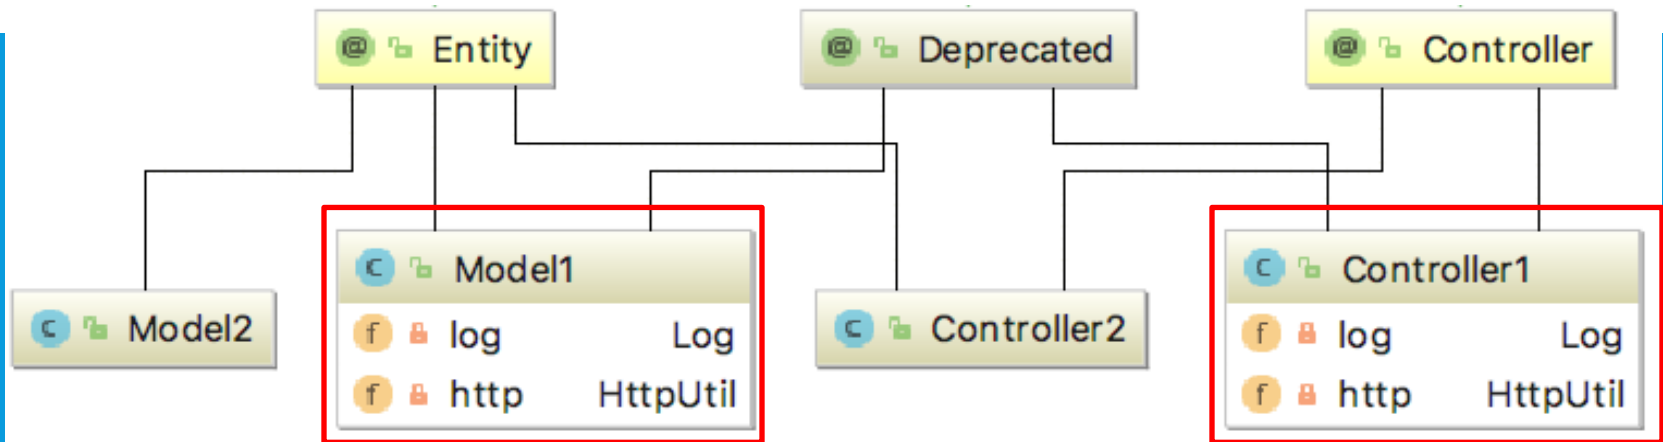 Entity
Deprecated
Controller
Model2
Model1
log Log
http HttpUtil
Controller2
Controller1
log Log
http HttpUtil